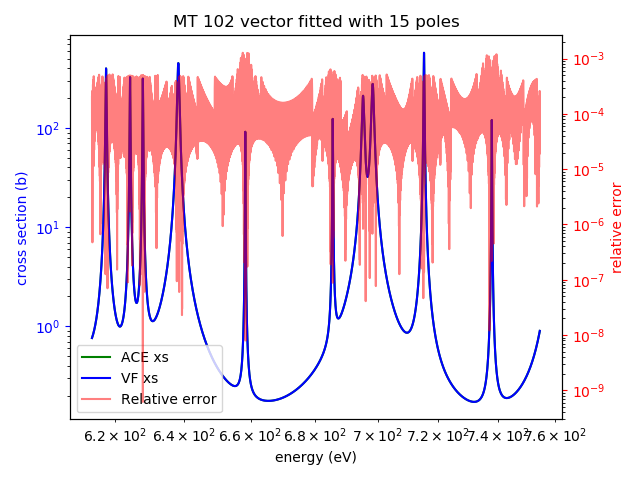 MT 102 vector fitted with 15 poles
cross section (b)
10² 10¹ 10⁰
10⁻³ 10⁻⁴ 10⁻⁵ 10⁻⁶ 10⁻⁷ 10⁻⁸ 10⁻⁹
relative error
ACE xs
VF xs
Relative error
6.2 × 10² 6.4 × 10² 6.6 × 10² 6.8 × 10² 7 × 10² 7.2 × 10² 7.4 × 10² 7.6 × 10²
energy (eV)